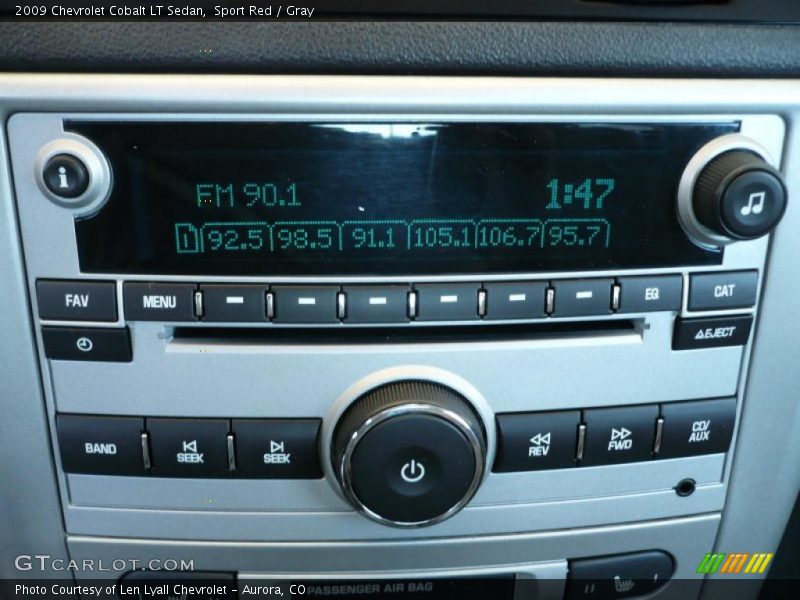 2009 Chevrolet Cobalt LT Sedan, Sport Red / Gray
i
FM 90.1 1:47
1 92.5 98.5 91.1 105.1 106.7 95.7
FAV MENU EQ CAT
EJECT
BAND SEEK SEEK REV FWD CD/
AUX
GTCARLOT.COM
PASSENGER AIR BAG
Photo Courtesy of Len Lyall Chevrolet - Aurora, CO